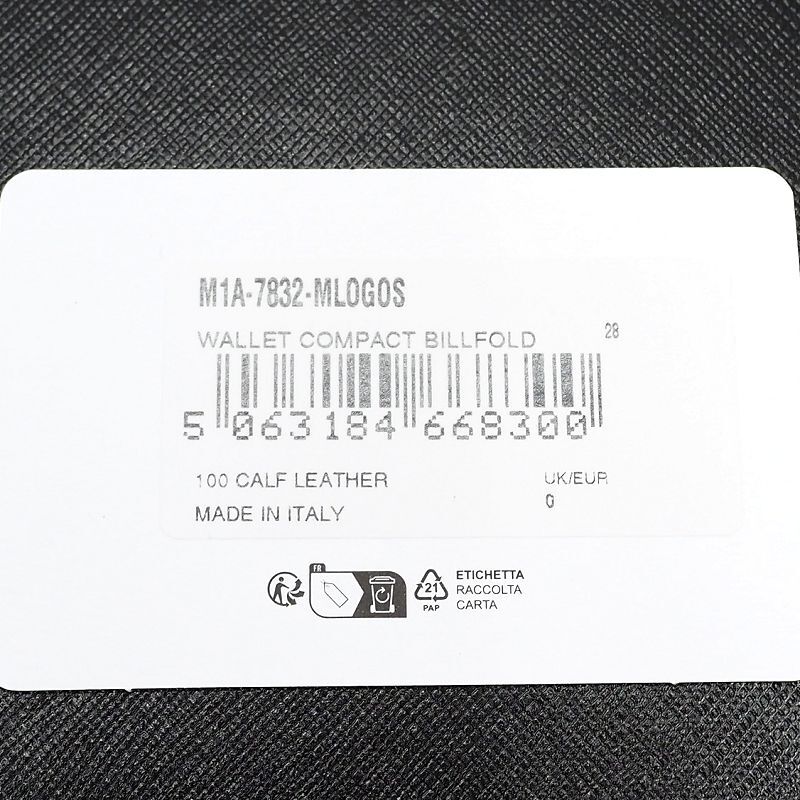 M1A-7832-MLOGOS
WALLET COMPACT BILLFOLD 28
5 063184 668300
100 CALF LEATHER UK/EUR
MADE IN ITALY 0
FR
21
PAP
ETICHETTA
RACCOLTA
CARTA